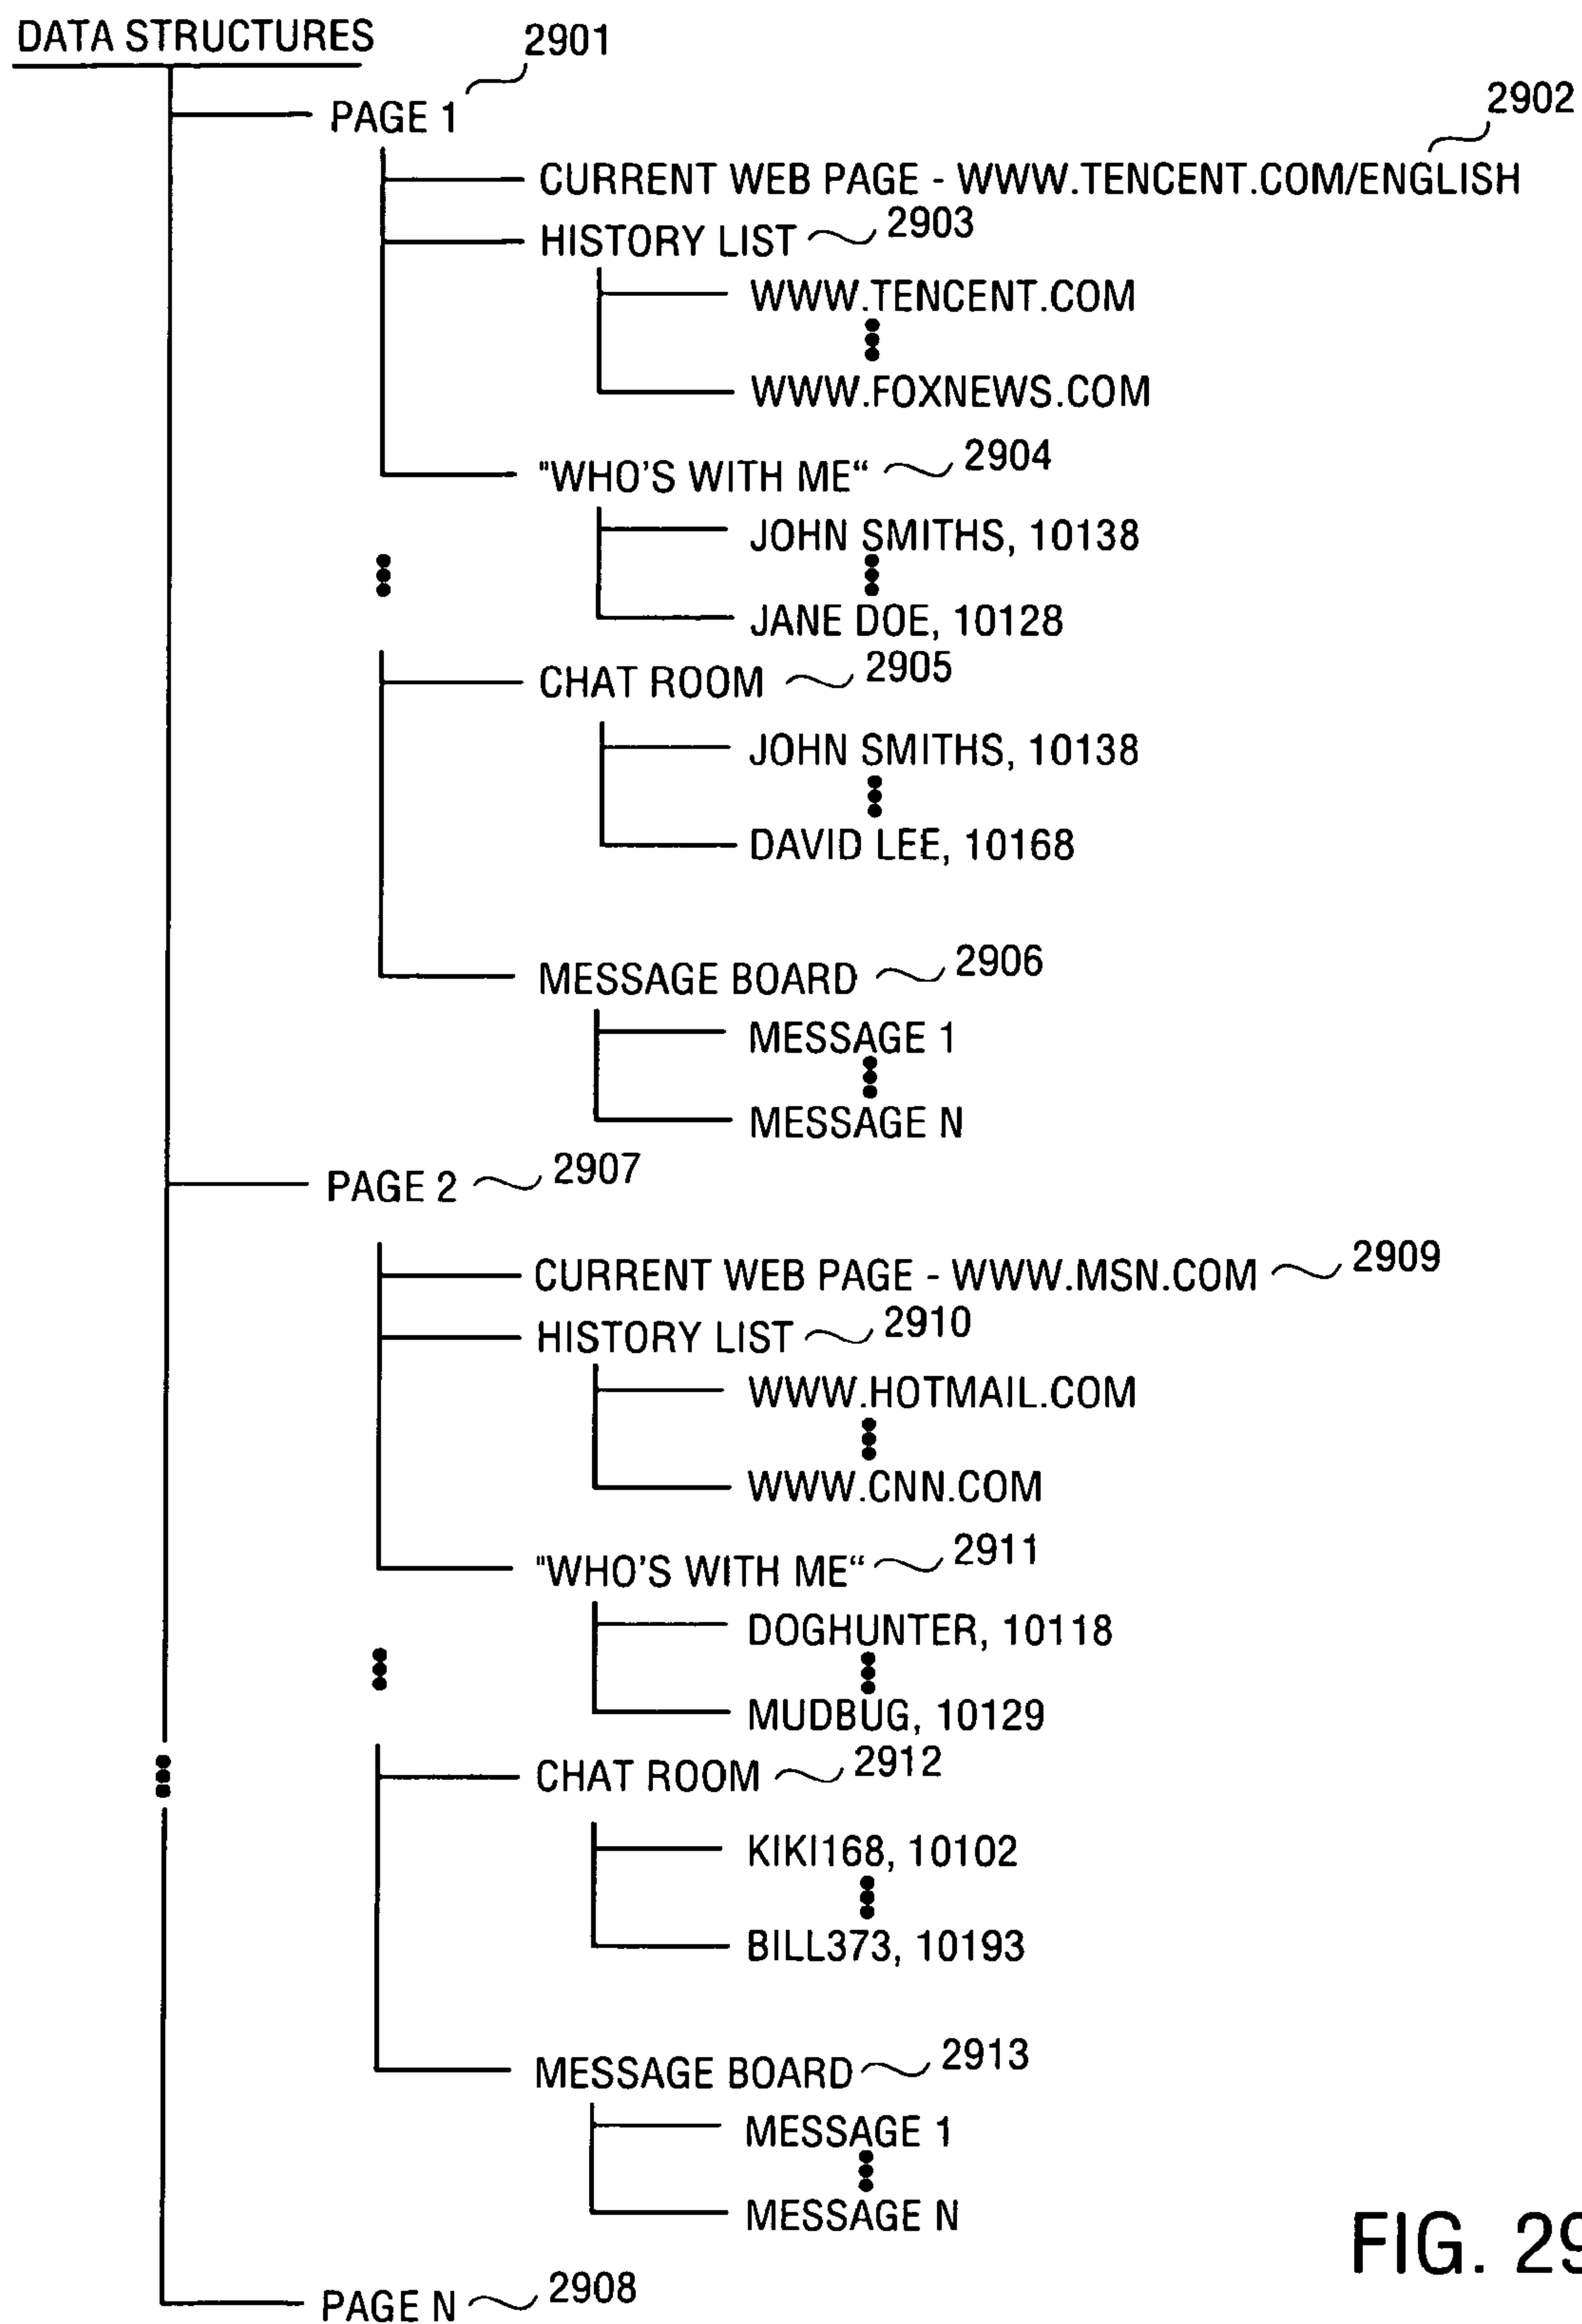 DATA STRUCTURES
2901
PAGE 1
2902
CURRENT WEB PAGE - WWW.TENCENT.COM/ENGLISH
HISTORY LIST 2903
WWW.TENCENT.COM
WWW.FOXNEWS.COM
"WHO'S WITH ME“ 2904
JOHN SMITHS, 10138
JANE DOE, 10128
CHAT ROOM 2905
JOHN SMITHS, 10138
DAVID LEE, 10168
MESSAGE BOARD 2906
MESSAGE 1
MESSAGE N
PAGE 2 2907
CURRENT WEB PAGE - WWW.MSN.COM 2909
HISTORY LIST 2910
WWW.HOTMAIL.COM
WWW.CNN.COM
"WHO'S WITH ME“ 2911
DOGHUNTER, 10118
MUDBUG, 10129
CHAT ROOM 2912
KIKI168, 10102
BILL373, 10193
MESSAGE BOARD 2913
MESSAGE 1
MESSAGE N
FIG. 29
PAGE N 2908